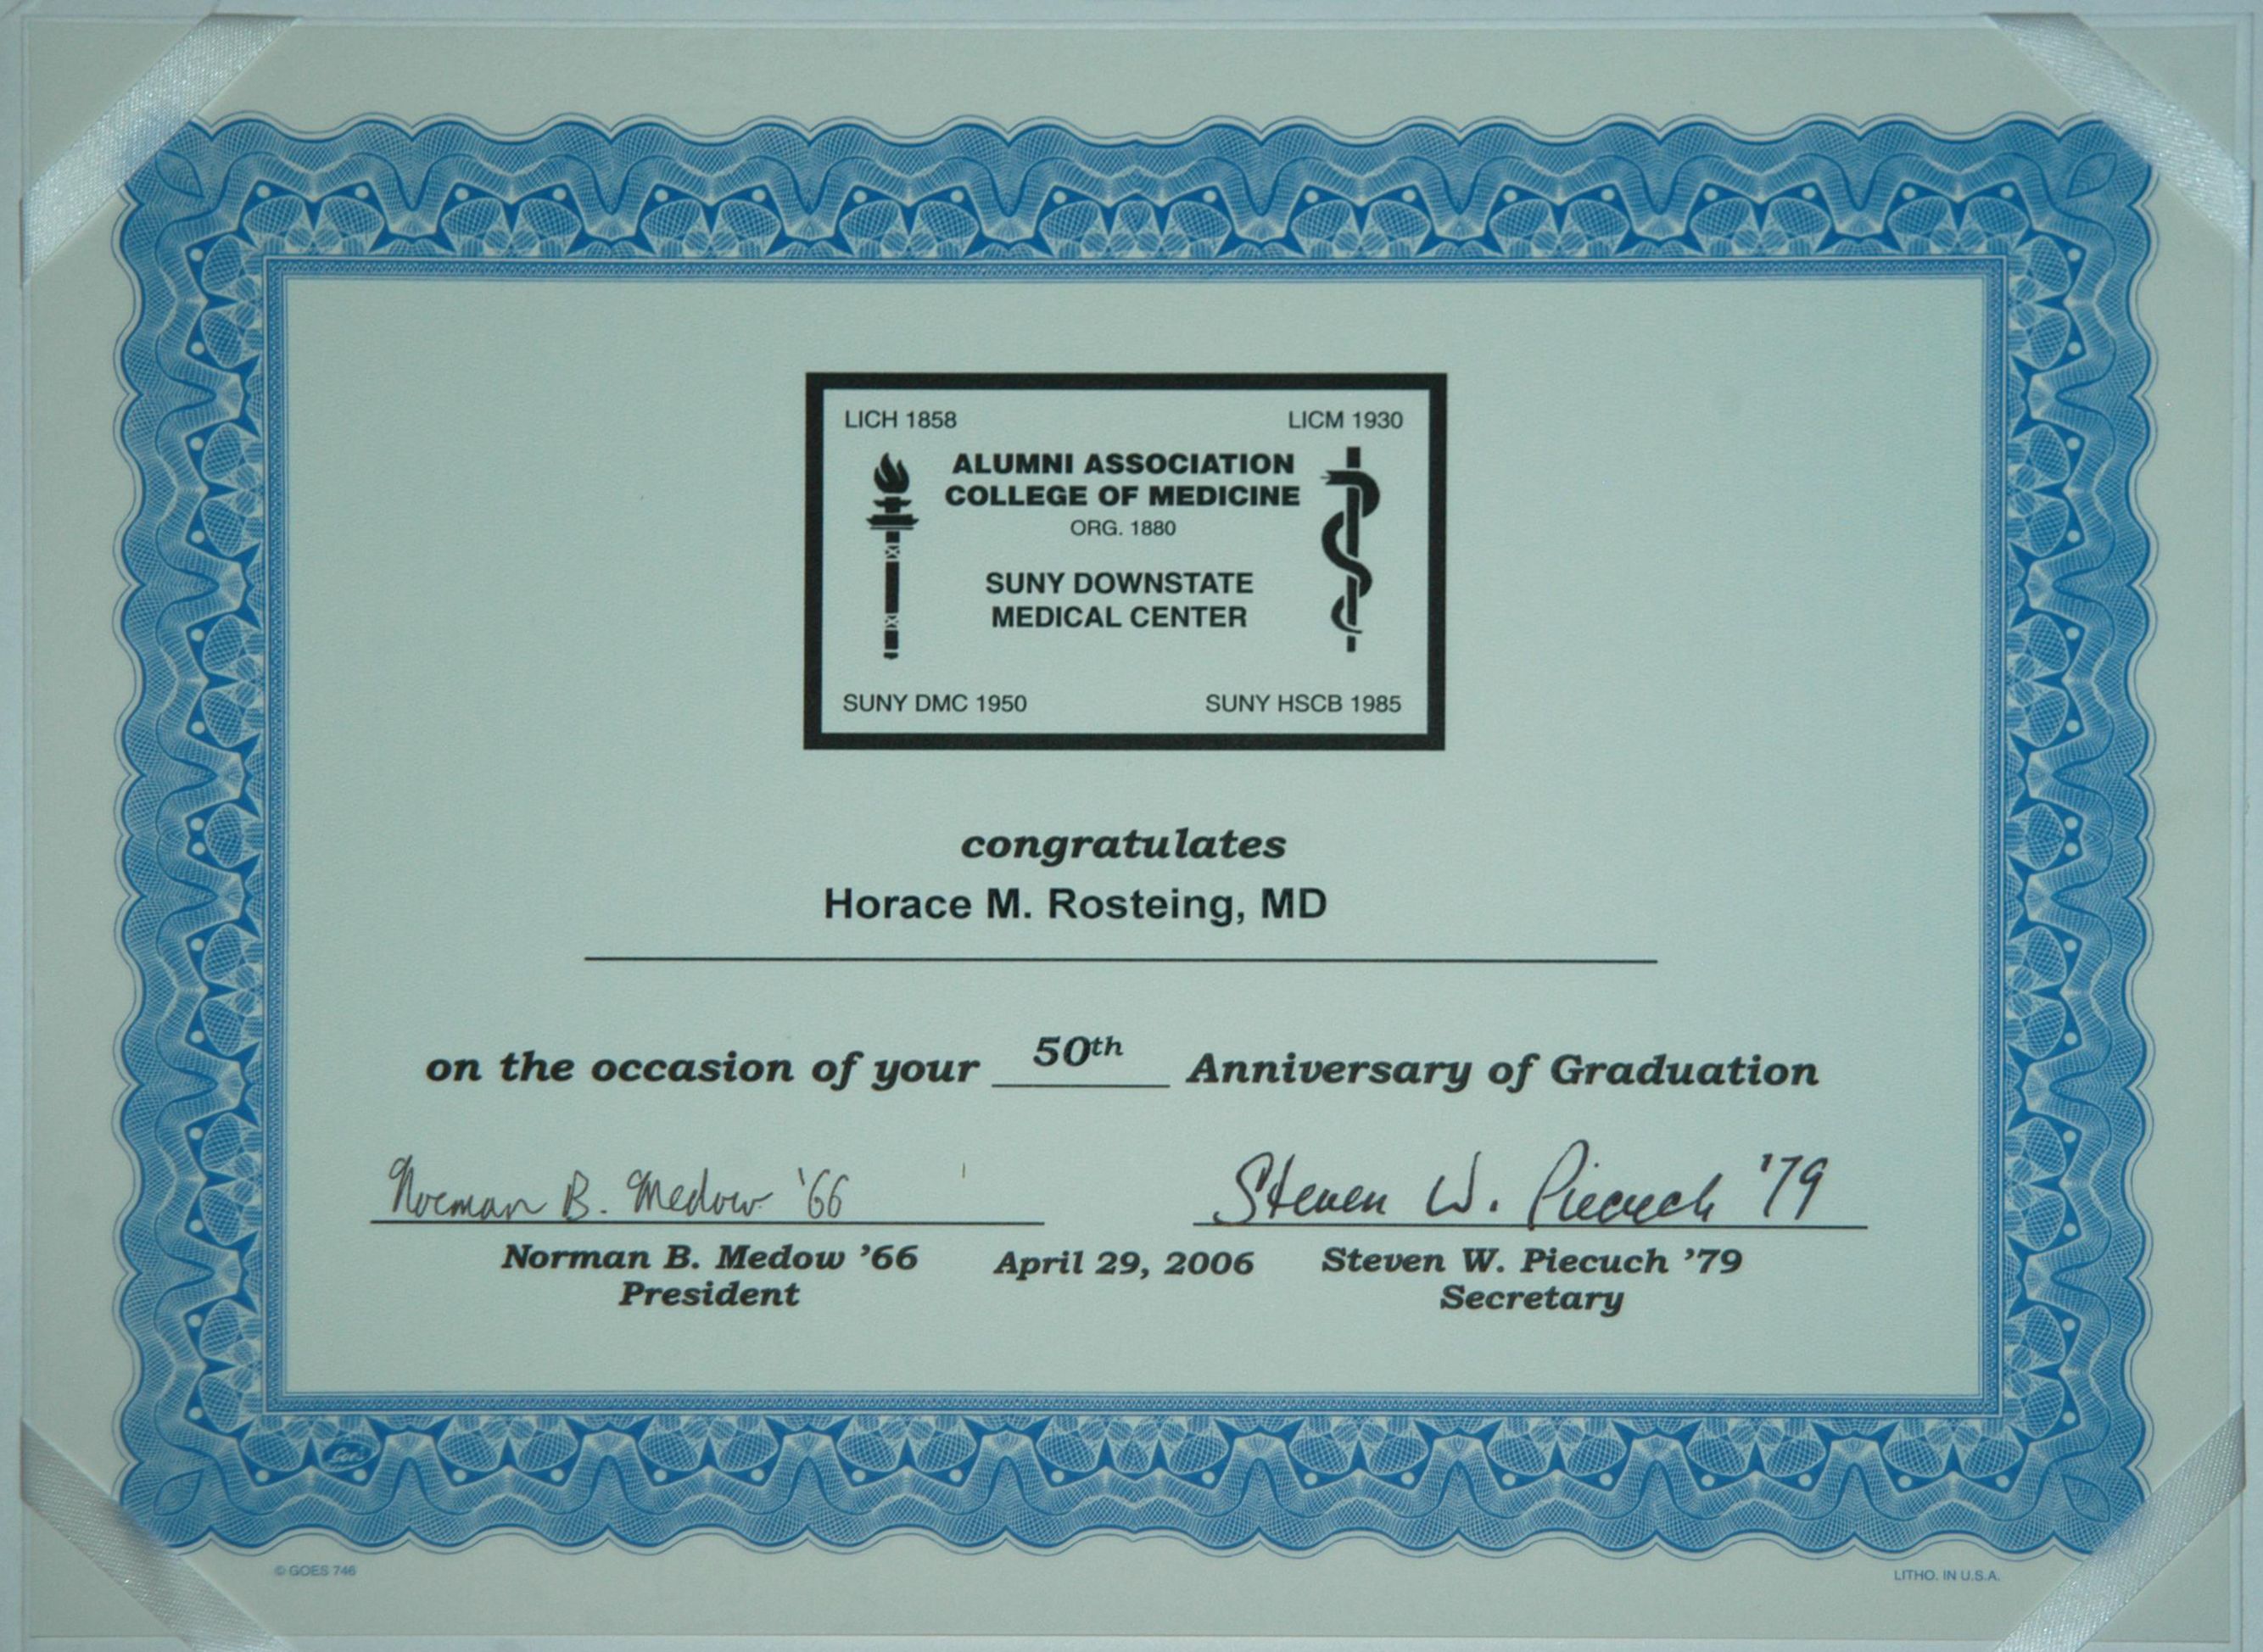 LICH 1858 LICM 1930
ALUMNI ASSOCIATION
COLLEGE OF MEDICINE
ORG. 1880
SUNY DOWNSTATE
MEDICAL CENTER
SUNY DMC 1950 SUNY HSCB 1985
congratulates
Horace M. Rosteing, MD
on the occasion of your 50th Anniversary of Graduation
Norman B. Medow '66 Steven W. Piecuch '79
Norman B. Medow ’66 April 29, 2006 Steven W. Piecuch ’79
President Secretary
Goes
© GOES 746 LITHO. IN U.S.A.